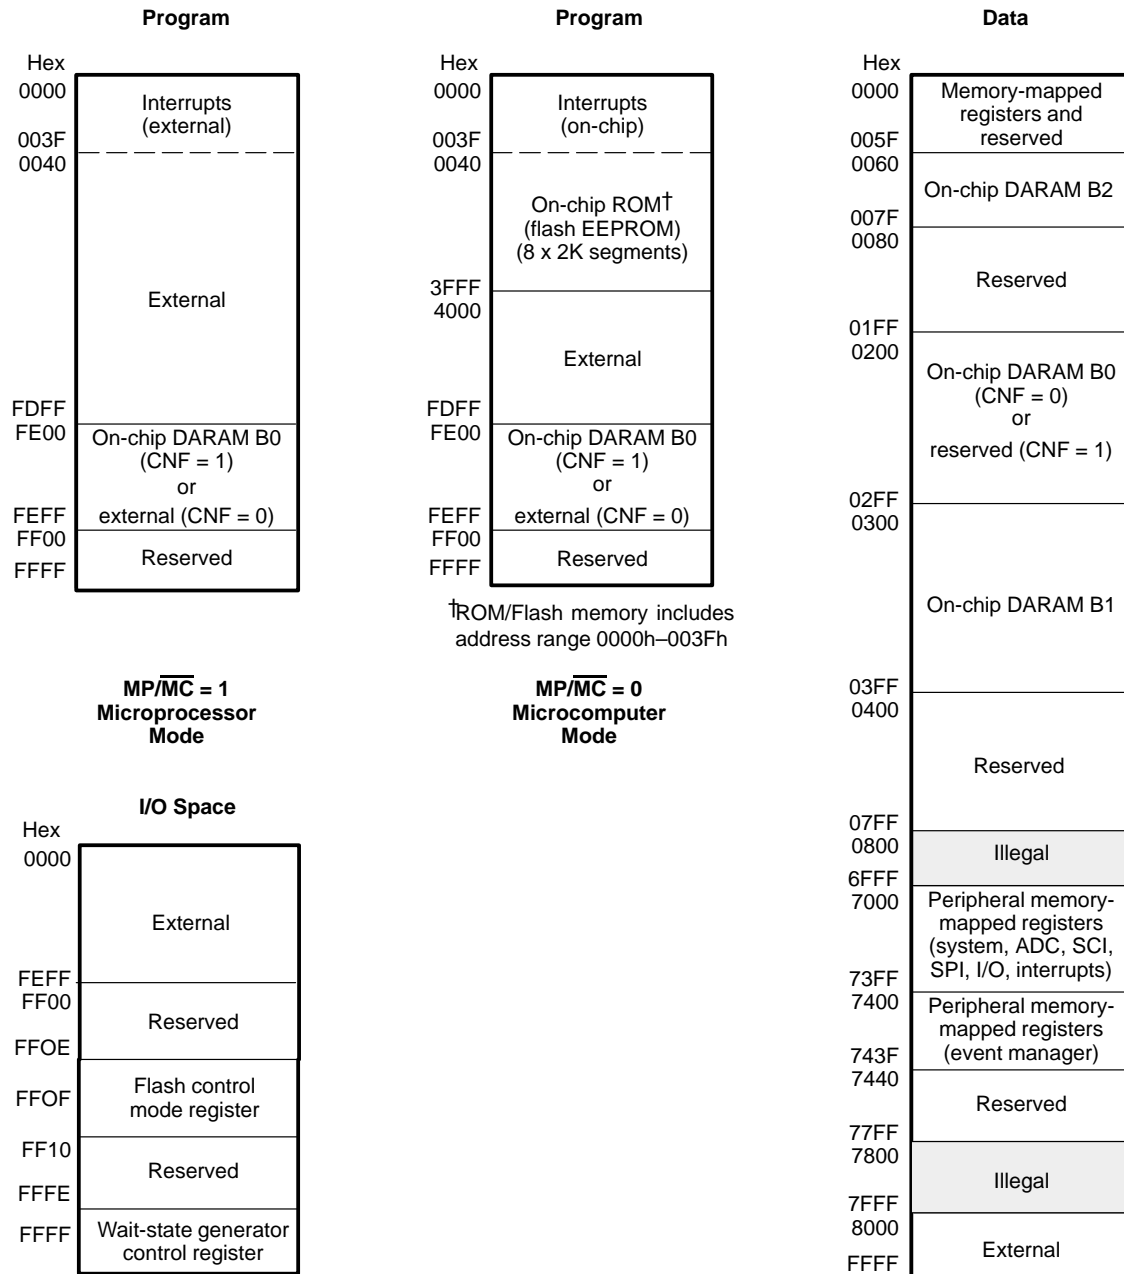 Program
Hex
0000
Interrupts
(external)
003F
0040
External
FDFF
FE00
On-chip DARAM B0
(CNF = 1)
or
external (CNF = 0)
FEFF
FF00
Reserved
FFFF
MP/MC = 1
Microprocessor
Mode
Program
Hex
0000
Interrupts
(on-chip)
003F
0040
On-chip ROM†
(flash EEPROM)
(8 x 2K segments)
3FFF
4000
External
FDFF
FE00
On-chip DARAM B0
(CNF = 1)
or
external (CNF = 0)
FEFF
FF00
Reserved
FFFF
†ROM/Flash memory includes
address range 0000h–003Fh
MP/MC = 0
Microcomputer
Mode
I/O Space
Hex
0000
External
FEFF
FF00
Reserved
FFOE
FFOF
Flash control
mode register
FF10
Reserved
FFFE
FFFF
Wait-state generator
control register
Data
Hex
0000
Memory-mapped
registers and
reserved
005F
0060
On-chip DARAM B2
007F
0080
Reserved
01FF
0200
On-chip DARAM B0
(CNF = 0)
or
reserved (CNF = 1)
02FF
0300
On-chip DARAM B1
03FF
0400
Reserved
07FF
0800
Illegal
6FFF
7000
Peripheral memory-
mapped registers
(system, ADC, SCI,
SPI, I/O, interrupts)
73FF
7400
Peripheral memory-
mapped registers
(event manager)
743F
7440
Reserved
77FF
7800
Illegal
7FFF
8000
External
FFFF